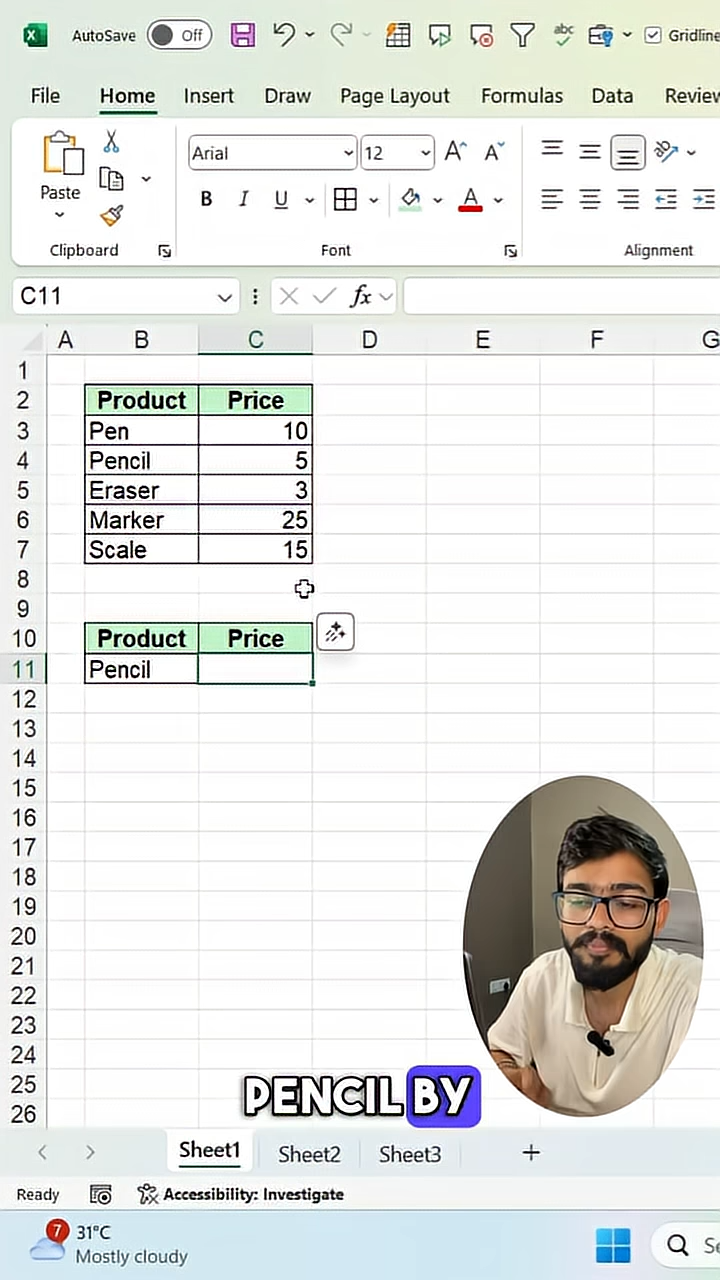 AutoSave Off abc Gridline
File Home Insert Draw Page Layout Formulas Data Review
Arial 12 A A ab
Paste B I U A
Clipboard Font Alignment
C11 fx
A B C D E F G
1
2 Product Price
3 Pen 10
4 Pencil 5
5 Eraser 3
6 Marker 25
7 Scale 15
8
9
10 Product Price
11 Pencil
12
13
14
15
16
17
18
19
20
21
22
23
24
25
26
PENCIL BY
Sheet1 Sheet2 Sheet3
Ready Accessibility: Investigate
7 31°C
Mostly cloudy
Se